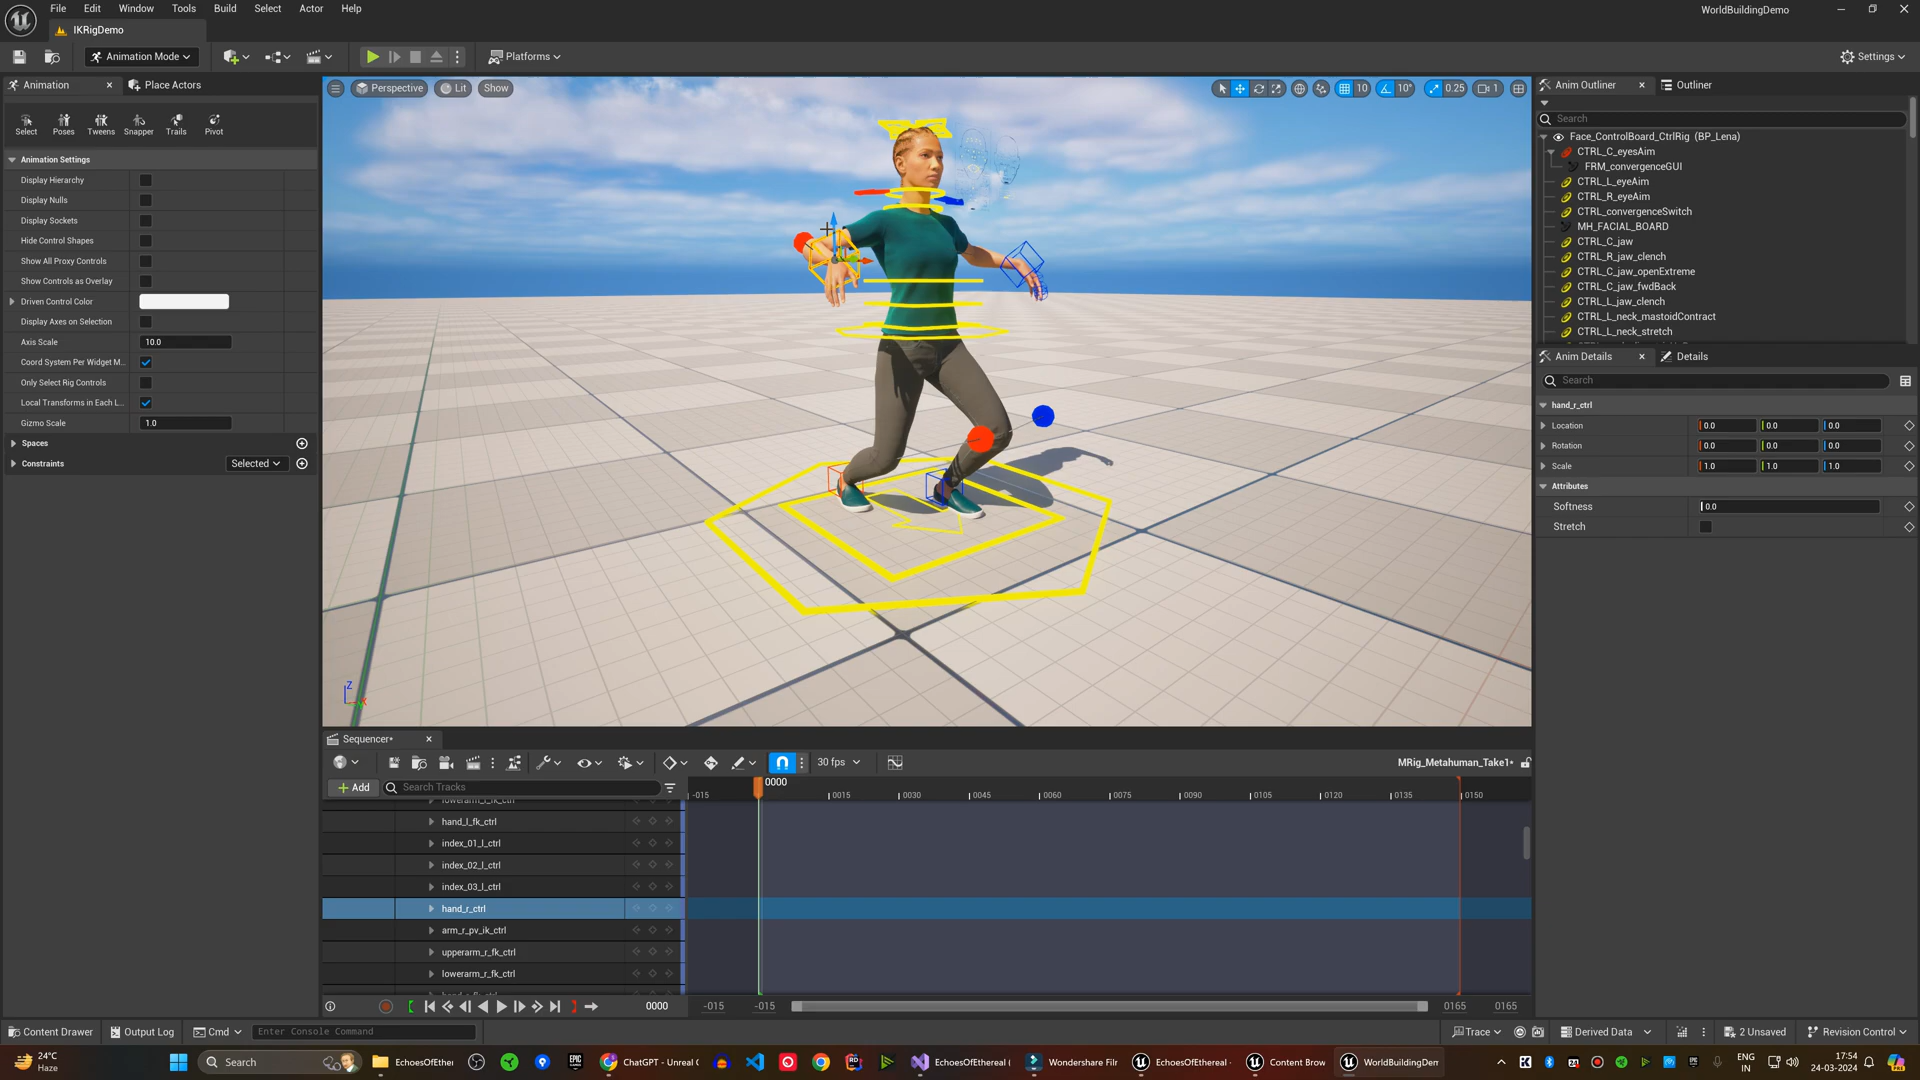 File Edit Window Tools Build Select Actor Help
WorldBuildingDemo
IKRigDemo
Animation Mode
Platforms
Settings
Animation
Place Actors
Select Poses Tweens Snapper Trails Pivot
Animation Settings
Display Hierarchy
Display Nulls
Display Sockets
Hide Control Shapes
Show All Proxy Controls
Show Controls as Overlay
Driven Control Color
Display Axes on Selection
Axis Scale 10.0
Coord System Per Widget M...
Only Select Rig Controls
Local Transforms in Each L...
Gizmo Scale 1.0
Spaces
Constraints Selected
Perspective Lit Show
10 10° 0.25 1
Z
X
Anim Outliner
Outliner
Search
Face_ControlBoard_CtrlRig (BP_Lena)
CTRL_C_eyesAim
FRM_convergenceGUI
CTRL_L_eyeAim
CTRL_R_eyeAim
CTRL_convergenceSwitch
MH_FACIAL_BOARD
CTRL_C_jaw
CTRL_R_jaw_clench
CTRL_C_jaw_openExtreme
CTRL_C_jaw_fwdBack
CTRL_L_jaw_clench
CTRL_L_neck_mastoidContract
CTRL_L_neck_stretch
Anim Details
Details
Search
hand_r_ctrl
Location 0.0 0.0 0.0
Rotation 0.0 0.0 0.0
Scale 1.0 1.0 1.0
Attributes
Softness 0.0
Stretch
Sequencer*
30 fps
MRig_Metahuman_Take1*
Add
Search Tracks
0000
-015 0015 0030 0045 0060 0075 0090 0105 0120 0135 0150
lowerarm_l_fk_ctrl
hand_l_fk_ctrl
index_01_l_ctrl
index_02_l_ctrl
index_03_l_ctrl
hand_r_ctrl
arm_r_pv_ik_ctrl
upperarm_r_fk_ctrl
lowerarm_r_fk_ctrl
0000 -015 -015 0165 0165
Content Drawer Output Log Cmd Enter Console Command
Trace Derived Data 2 Unsaved Revision Control
24°C
Haze
Search
EchoesOfEther
ChatGPT - Unreal
EchoesOfEthereal (
Wondershare Film
EchoesOfEthereal -
Content Brow
WorldBuildingDem
ENG
IN
17:54
24-03-2024